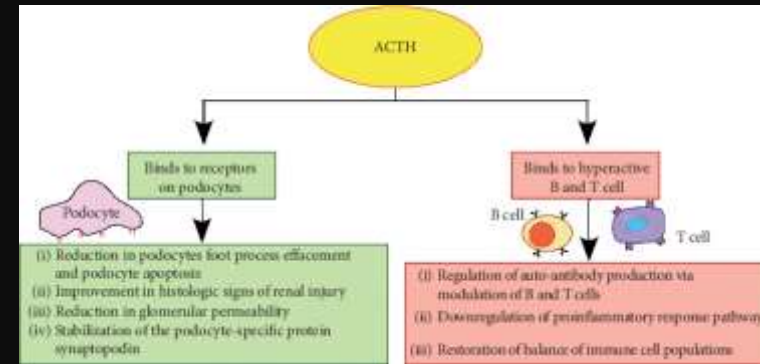 ACTH
Binds to receptors
on podocytes
Binds to hyperactive
B and T cell
Podocyte
B cell
T cell
(i) Reduction in podocytes foot process effacement
and podocyte apoptosis
(ii) Improvement in histologic signs of renal injury
(iii) Reduction in glomerular permeability
(iv) Stabilization of the podocyte-specific protein
synaptopodin
(i) Regulation of auto-antibody production via
modulation of B and T cells
(ii) Downregulation of proinflammatory response pathway
(iii) Restoration of balance of immune cell populations